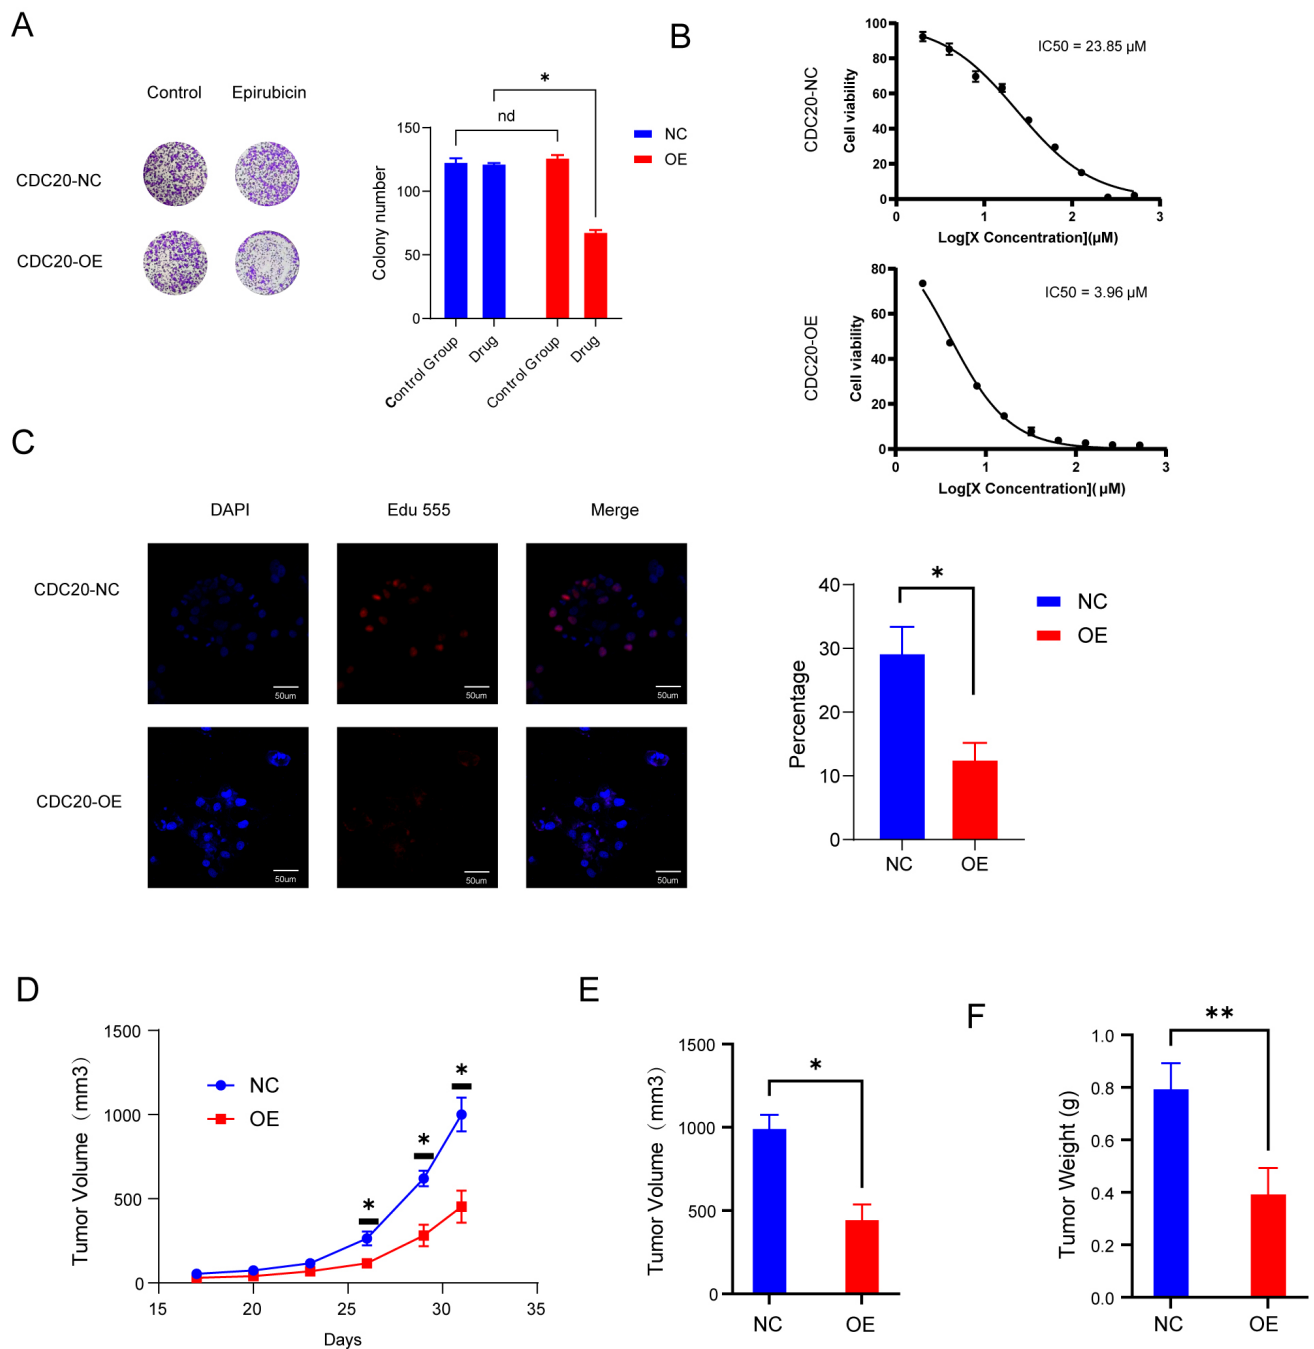 A
Control
Epirubicin
CDC20-NC
CDC20-OE
Colony number
150
100
50
0
nd
*
NC
OE
Control Group
Drug
Control Group
Drug
B
CDC20-NC
Cell viability
100
80
60
40
20
0
IC50 = 23.85 μM
0
1
2
3
Log[X Concentration](μM)
CDC20-OE
Cell viability
80
60
40
20
0
IC50 = 3.96 μM
0
1
2
3
Log[X Concentration]( μM)
C
DAPI
Edu 555
Merge
CDC20-NC
50um
50um
50um
CDC20-OE
50um
50um
50um
Percentage
40
30
20
10
0
*
NC
OE
NC
OE
D
Tumor Volume（mm3）
1500
1000
500
0
NC
OE
*
*
*
15
20
25
30
35
Days
E
Tumor Volume（mm3）
1500
1000
500
0
*
NC
OE
F
Tumor Weight (g)
1.0
0.8
0.6
0.4
0.2
0.0
**
NC
OE